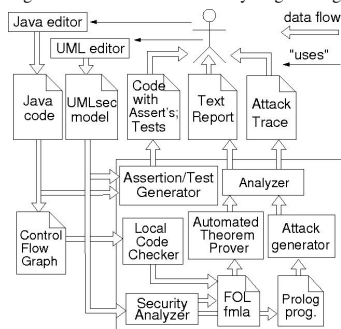 Java editor
data flow
UML editor
"uses"
Java
code
UMLsec
model
Code
with
Assert's;
Tests
Text
Report
Attack
Trace
Assertion/Test
Generator
Analyzer
Control
Flow
Graph
Local
Code
Checker
Automated
Theorem
Prover
Attack
generator
Security
Analyzer
FOL
fmla
Prolog
prog.